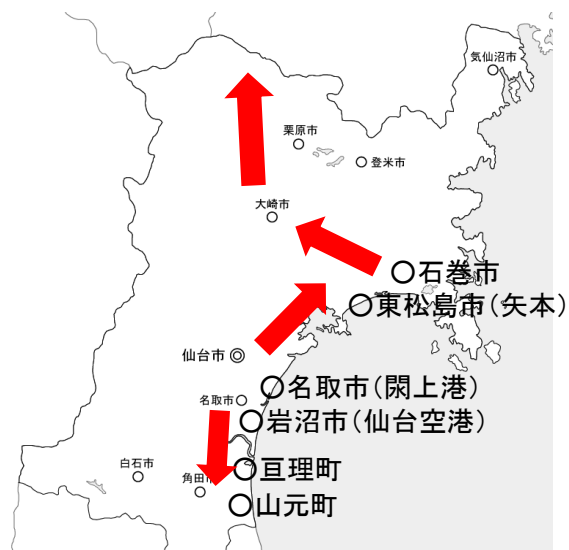 気仙沼市
栗原市
登米市
大崎市
石巻市
東松島市(矢本)
仙台市
名取市(閖上港)
名取市
岩沼市(仙台空港)
白石市
亘理町
角田市
山元町